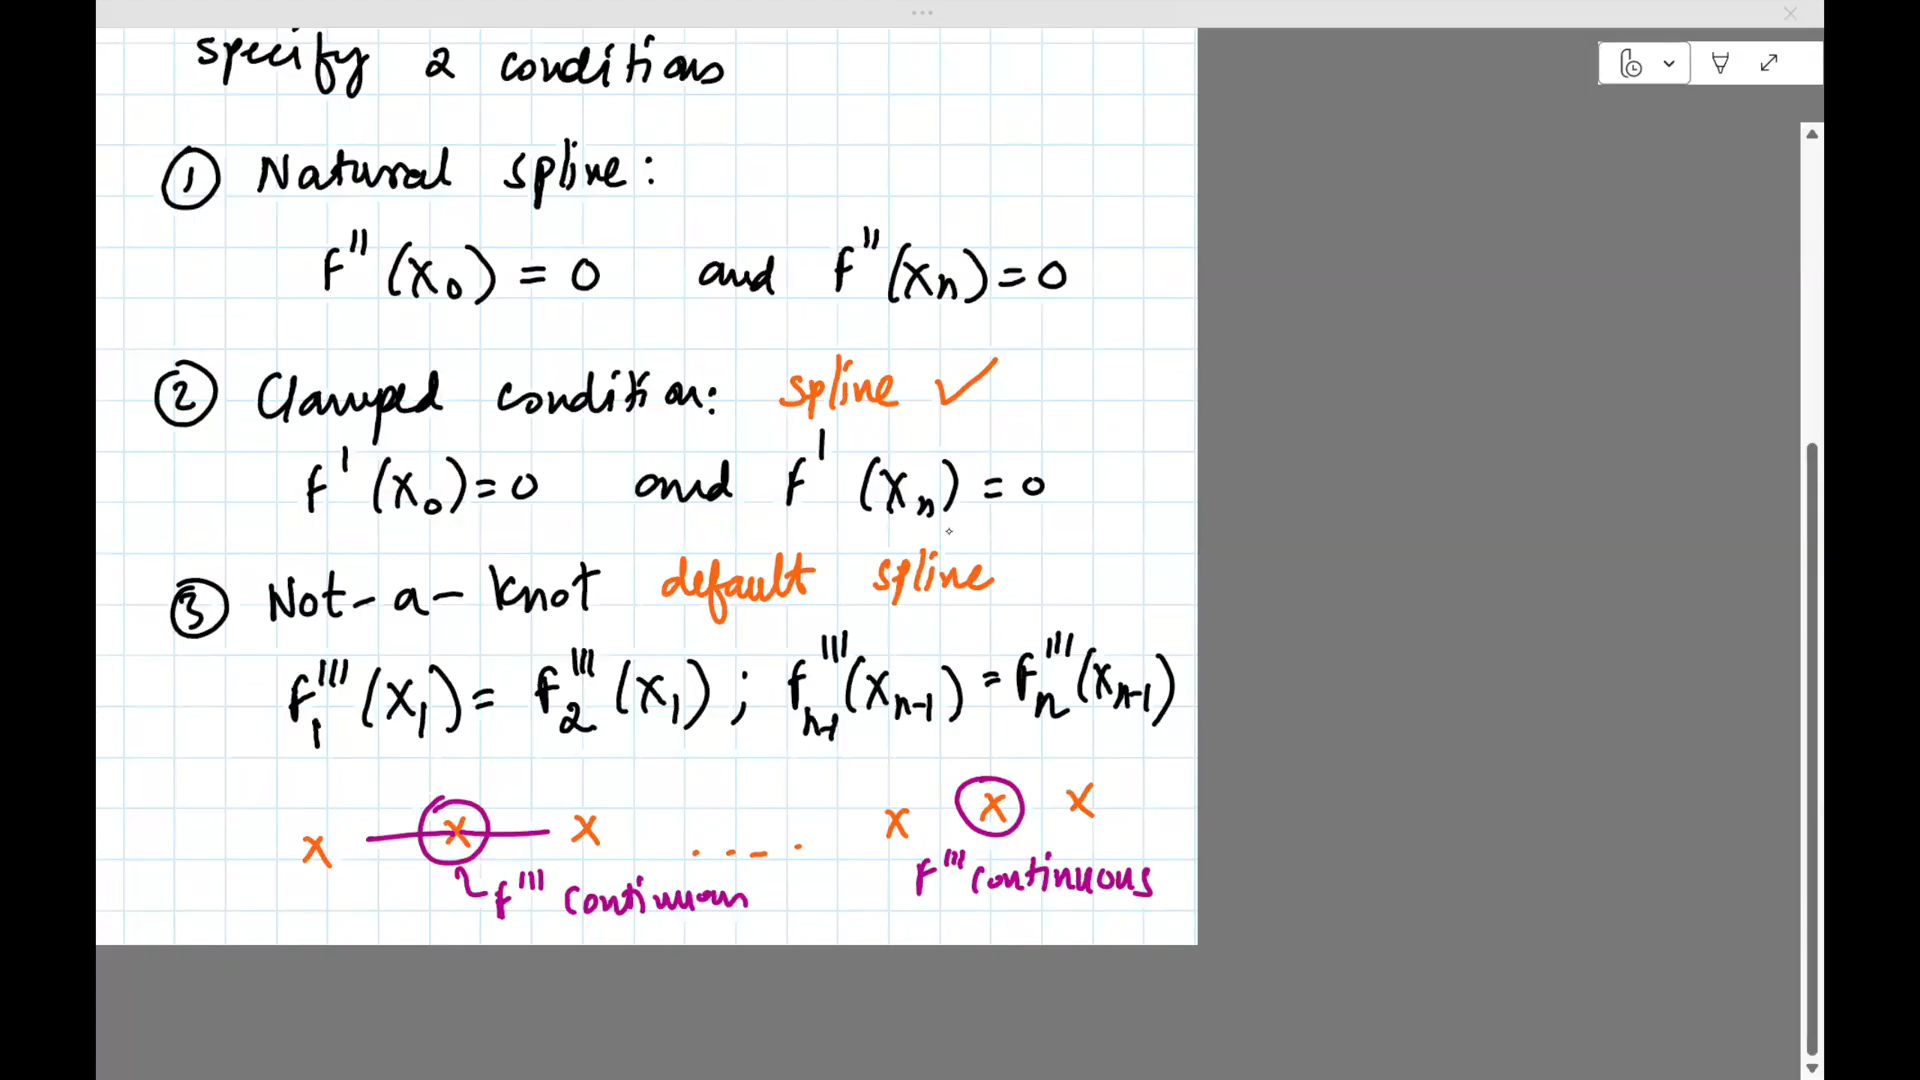 specify 2 conditions
① Natural spline:
f''(x₀) = 0 and f''(xₙ) = 0
② Clamped condition: spline ✓
f'(x₀) = 0 and f'(xₙ) = 0
③ Not-a-knot default spline
f₁'''(x₁) = f₂'''(x₁) ; fₙ₋₁'''(xₙ₋₁) = fₙ'''(xₙ₋₁)
x x x . . _ . x x x
f''' continuous f''' continuous